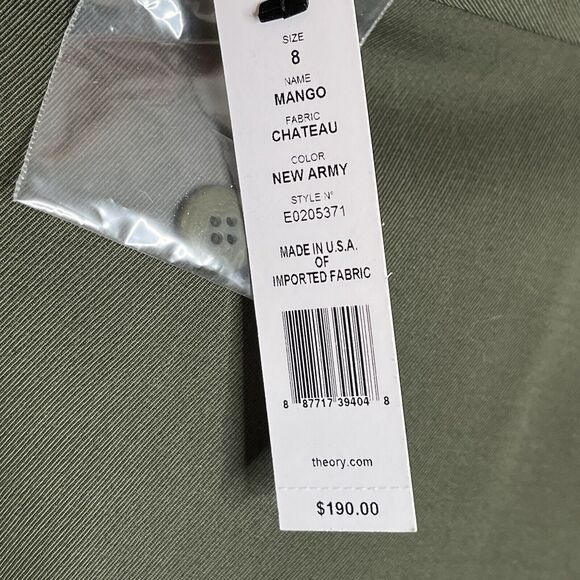 SIZE
8
NAME
MANGO
FABRIC
CHATEAU
COLOR
NEW ARMY
STYLE N°
E0205371
MADE IN U.S.A.
OF
IMPORTED FABRIC
8 87717 39404 8
theory.com
$190.00